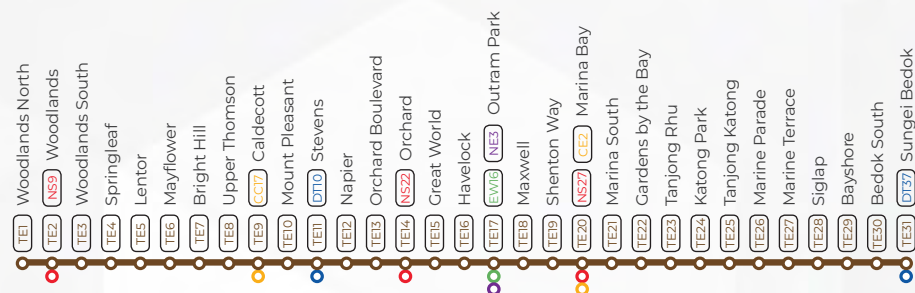 TE1 Woodlands North
TE2 NS9 Woodlands
TE3 Woodlands South
TE4 Springleaf
TE5 Lentor
TE6 Mayflower
TE7 Bright Hill
TE8 Upper Thomson
TE9 CC17 Caldecott
TE10 Mount Pleasant
TE11 DT10 Stevens
TE12 Napier
TE13 Orchard Boulevard
TE14 NS22 Orchard
TE15 Great World
TE16 Havelock
TE17 EW16 NE3 Outram Park
TE18 Maxwell
TE19 Shenton Way
TE20 NS27 CE2 Marina Bay
TE21 Marina South
TE22 Gardens by the Bay
TE23 Tanjong Rhu
TE24 Katong Park
TE25 Tanjong Katong
TE26 Marine Parade
TE27 Marine Terrace
TE28 Siglap
TE29 Bayshore
TE30 Bedok South
TE31 DT37 Sungei Bedok